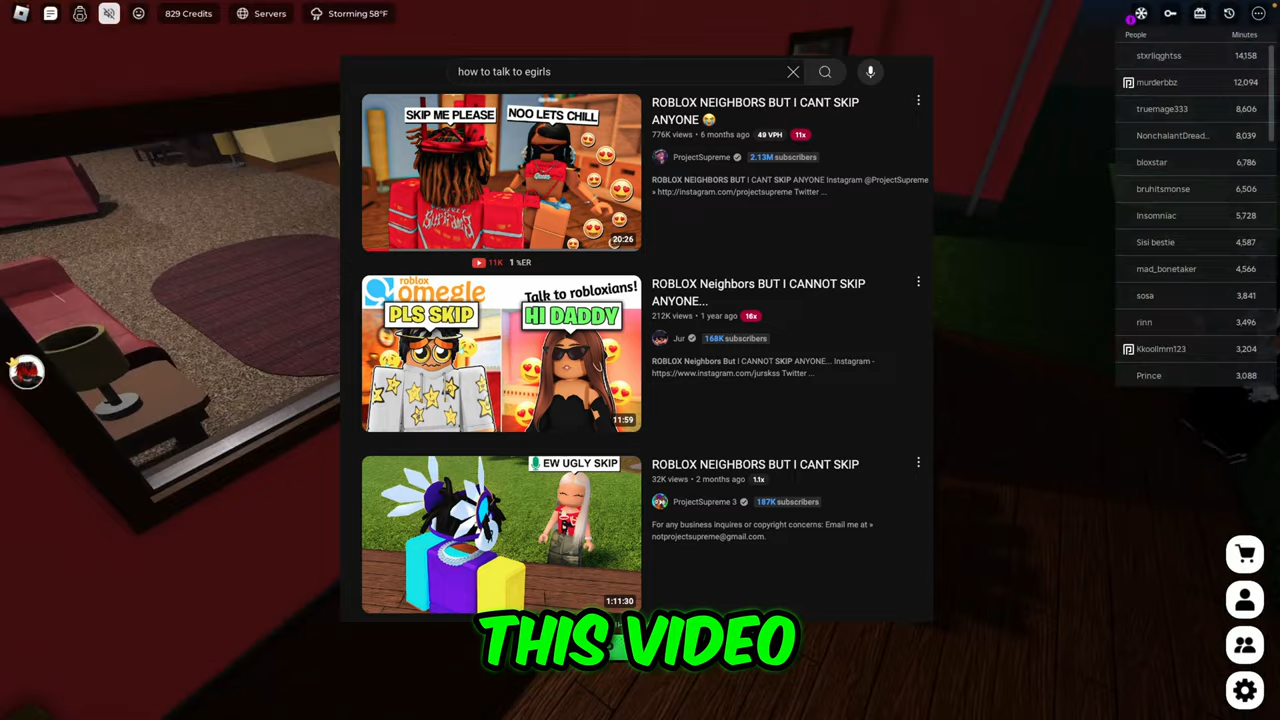 829 Credits
Servers
Storming 58°F
how to talk to egirls
SKIP ME PLEASE
NOO LETS CHILL
20:26
ROBLOX NEIGHBORS BUT I CANT SKIP
ANYONE 😭
776K views • 6 months ago 49 VPH 11x
ProjectSupreme 2.13M subscribers
ROBLOX NEIGHBORS BUT I CANT SKIP ANYONE Instagram @ProjectSupreme
» http://instagram.com/projectsupreme Twitter ...
11K 1 %ER
roblox
omegle
Talk to robloxians!
PLS SKIP
HI DADDY
11:59
ROBLOX Neighbors BUT I CANNOT SKIP
ANYONE...
212K views • 1 year ago 16x
Jur 168K subscribers
ROBLOX Neighbors But I CANNOT SKIP ANYONE... Instagram -
https://www.instagram.com/jurskss Twitter ...
EW UGLY SKIP
1:11:30
ROBLOX NEIGHBORS BUT I CANT SKIP
32K views • 2 months ago 1.1x
ProjectSupreme 3 187K subscribers
For any business inquires or copyright concerns: Email me at »
notprojectsupreme@gmail.com.
THIS VIDEO
People Minutes
stxrliqghtss 14,158
murderbbz 12,094
truemage333 8,606
NonchalantDread... 8,039
bloxstar 6,786
bruhitsmonse 6,506
Insomniac 5,728
Sisi bestie 4,587
mad_bonetaker 4,566
sosa 3,841
rinn 3,496
Kkoollmm123 3,204
Prince 3,088